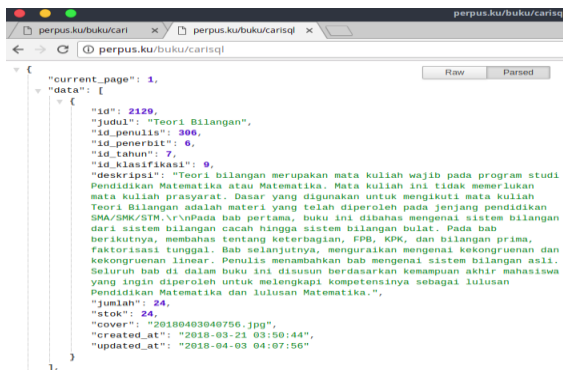 perpus.ku/buku/carisq
perpus.ku/buku/cari × perpus.ku/buku/carisql ×
perpus.ku/buku/carisql
Raw Parsed
{
"current_page": 1,
"data": [
{
"id": 2129,
"judul": "Teori Bilangan",
"id_penulis": 306,
"id_penerbit": 6,
"id_tahun": 7,
"id_klasifikasi": 9,
"deskripsi": "Teori bilangan merupakan mata kuliah wajib pada program studi
Pendidikan Matematika atau Matematika. Mata kuliah ini tidak memerlukan
mata kuliah prasyarat. Dasar yang digunakan untuk mengikuti mata kuliah
Teori Bilangan adalah materi yang telah diperoleh pada jenjang pendidikan
SMA/SMK/STM.\r\nPada bab pertama, buku ini dibahas mengenai sistem bilangan
dari sistem bilangan cacah hingga sistem bilangan bulat. Pada bab
berikutnya, membahas tentang keterbagian, FPB, KPK, dan bilangan prima,
faktorisasi tunggal. Bab selanjutnya, menguraikan mengenai kekongruenan dan
kekongruenan linear. Penulis menambahkan bab mengenai sistem bilangan asli.
Seluruh bab di dalam buku ini disusun berdasarkan kemampuan akhir mahasiswa
yang ingin diperoleh untuk melengkapi kompetensinya sebagai lulusan
Pendidikan Matematika dan lulusan Matematika.",
"jumlah": 24,
"stok": 24,
"cover": "20180403040756.jpg",
"created_at": "2018-03-21 03:50:44",
"updated_at": "2018-04-03 04:07:56"
}
],